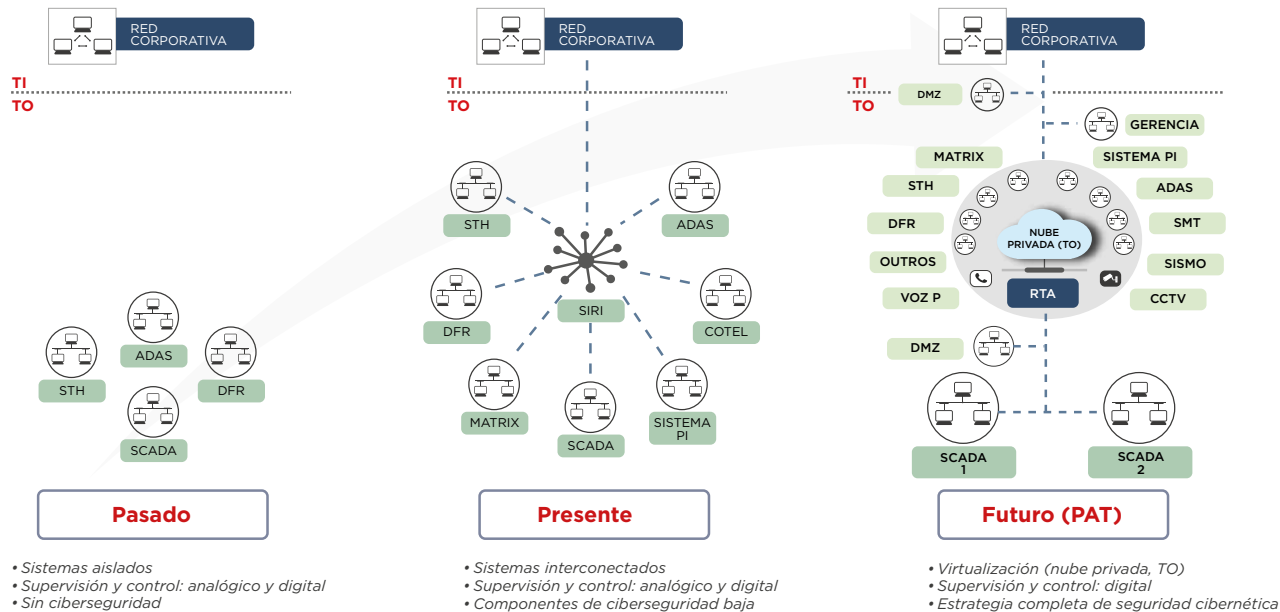 RED
CORPORATIVA
TI
TO
ADAS
STH
DFR
SCADA
Pasado
• Sistemas aislados
• Supervisión y control: analógico y digital
• Sin ciberseguridad
RED
CORPORATIVA
TI
TO
STH
ADAS
SIRI
DFR
COTEL
MATRIX
SCADA
SISTEMA
PI
Presente
• Sistemas interconectados
• Supervisión y control: analógico y digital
• Componentes de ciberseguridad baja
RED
CORPORATIVA
TI
TO
DMZ
GERENCIA
MATRIX
SISTEMA PI
STH
ADAS
DFR
SMT
NUBE
PRIVADA (TO)
OUTROS
SISMO
VOZ P
RTA
CCTV
DMZ
SCADA
1
SCADA
2
Futuro (PAT)
• Virtualización (nube privada, TO)
• Supervisión y control: digital
• Estrategia completa de seguridad cibernética